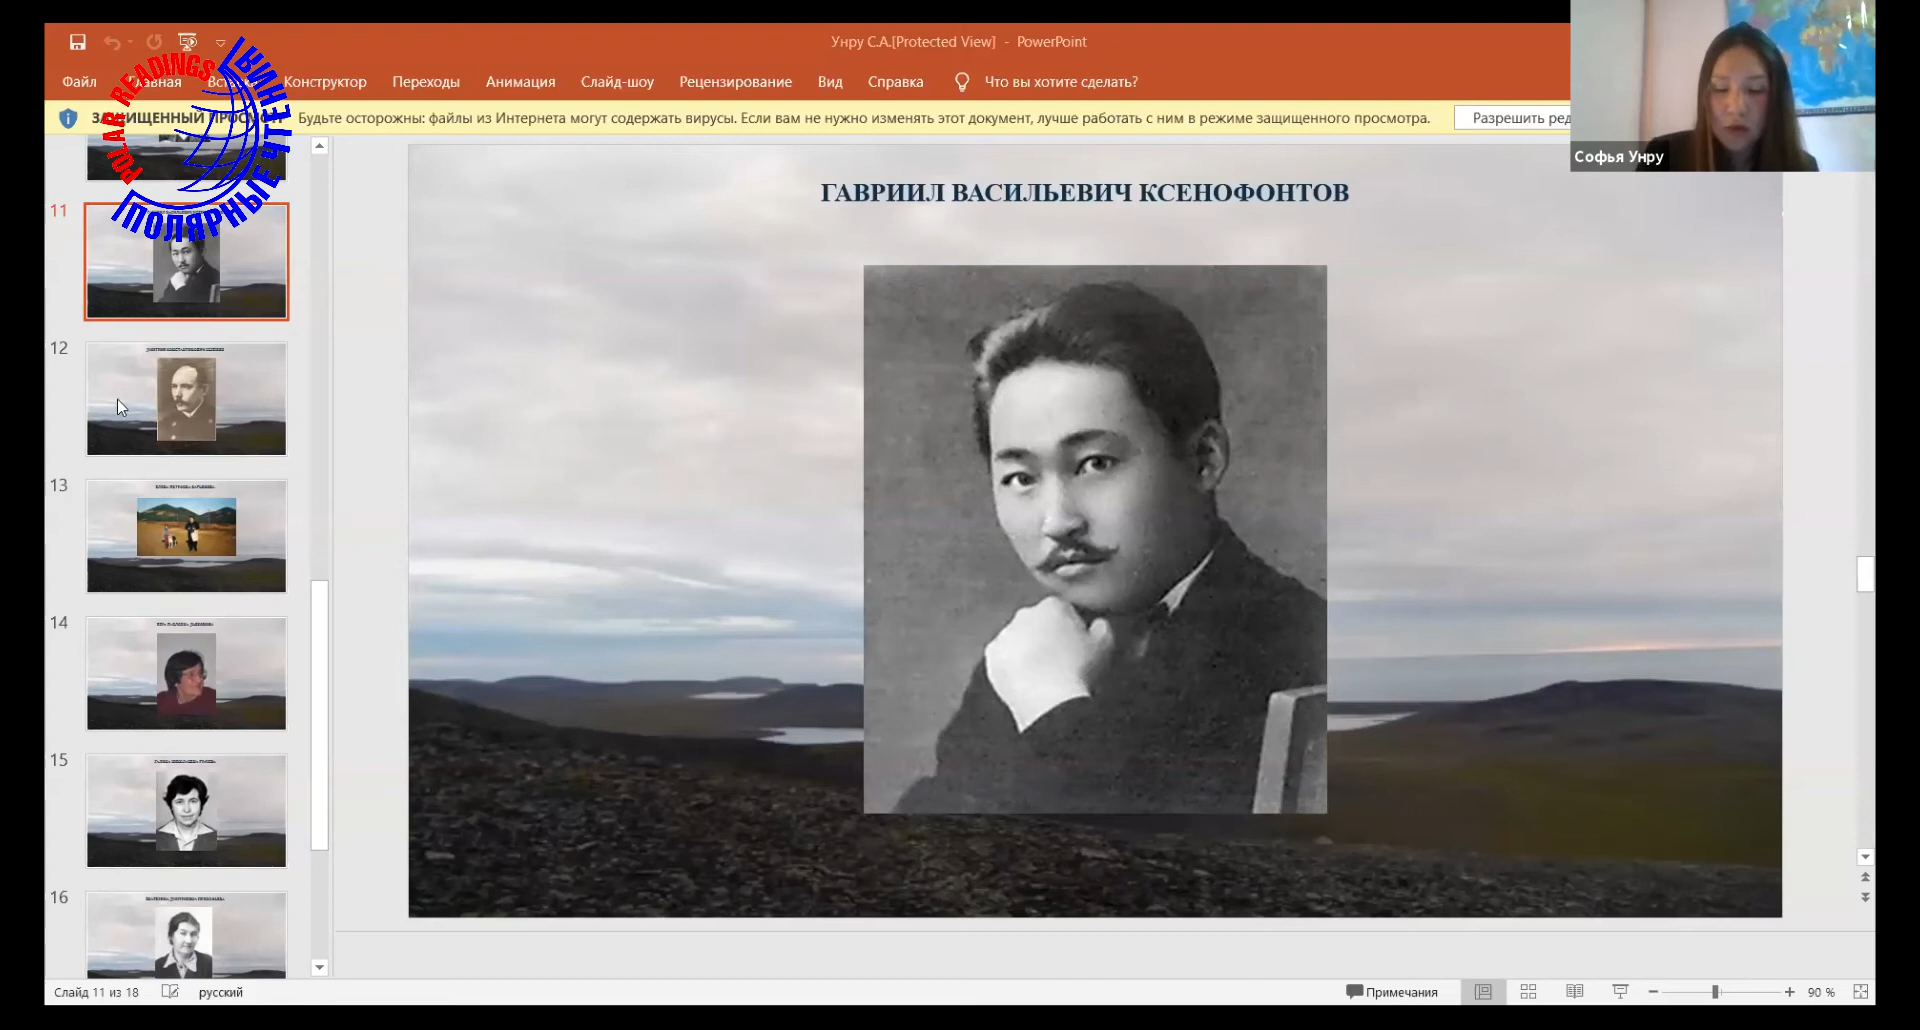 Унру С.А.[Protected View] - PowerPoint
Файл
Конструктор
Переходы
Анимация
Слайд-шоу
Рецензирование
Вид
Справка
Что вы хотите сделать?
POLAR READINGS
ПОЛЯРНЫЕ ЧТЕНИЯ
Будьте осторожны: файлы из Интернета могут содержать вирусы. Если вам не нужно изменять этот документ, лучше работать с ним в режиме защищенного просмотра.
Разрешить ред
Софья Унру
ГАВРИИЛ ВАСИЛЬЕВИЧ КСЕНОФОНТОВ
11
12
13
14
15
16
Слайд 11 из 18
русский
Примечания
90 %